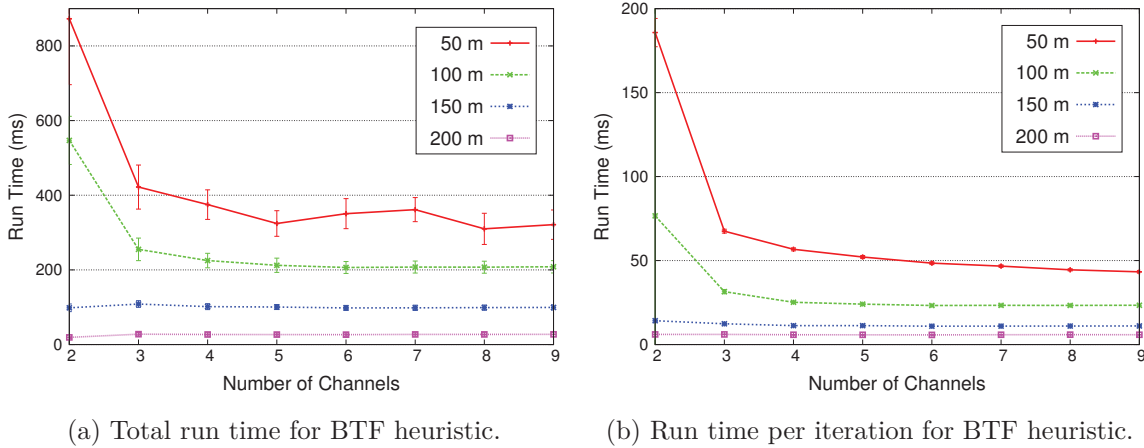 800
600
400
200
0
Run Time (ms)
50 m
100 m
150 m
200 m
2 3 4 5 6 7 8 9
Number of Channels
(a) Total run time for BTF heuristic.
200
150
100
50
0
Run Time (ms)
50 m
100 m
150 m
200 m
2 3 4 5 6 7 8 9
Number of Channels
(b) Run time per iteration for BTF heuristic.